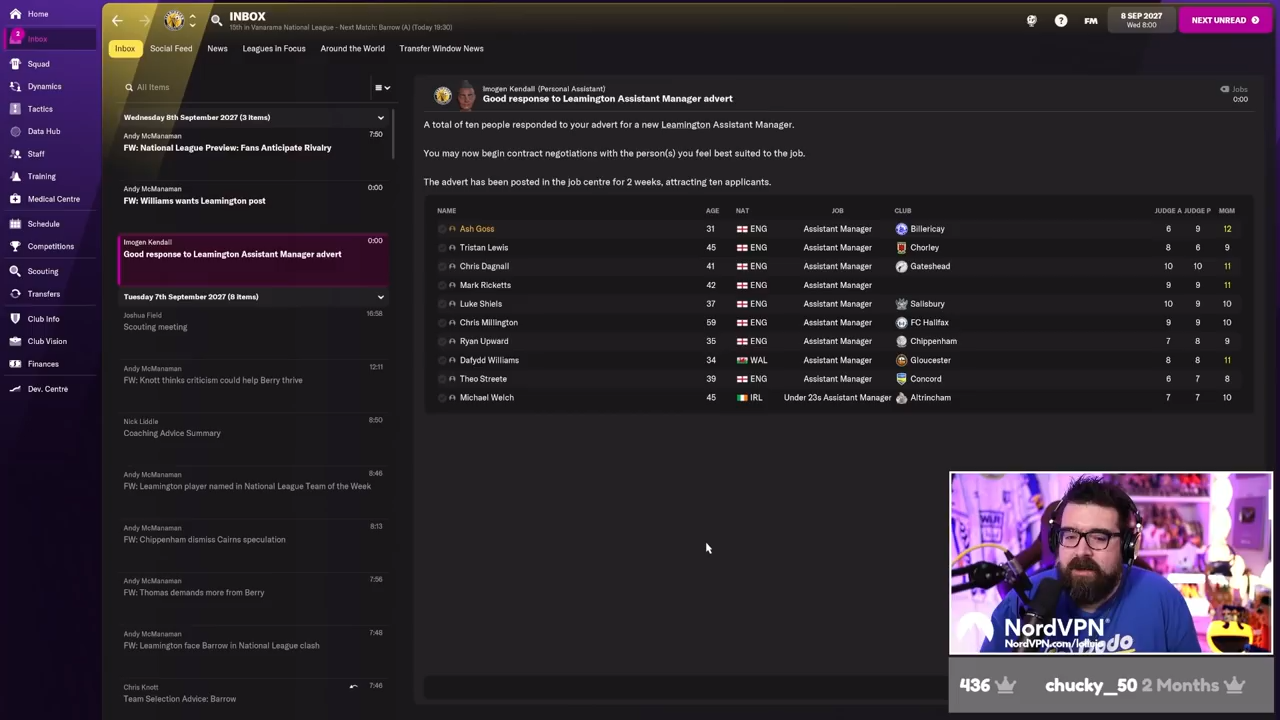 Home
2
Inbox
Squad
Dynamics
Tactics
Data Hub
Staff
Training
Medical Centre
Schedule
Competitions
Scouting
Transfers
Club Info
Club Vision
Finances
Dev. Centre
INBOX
15th in Vanarama National League - Next Match: Barrow (A) (Today 19:30)
FM
8 SEP 2027
Wed 8:00
NEXT UNREAD
Inbox Social Feed News Leagues in Focus Around the World Transfer Window News
All Items
Wednesday 8th September 2027 (3 items)
Andy McManaman 7:50
FW: National League Preview: Fans Anticipate Rivalry
Andy McManaman 0:00
FW: Williams wants Leamington post
Imogen Kendall 0:00
Good response to Leamington Assistant Manager advert
Tuesday 7th September 2027 (8 items)
Joshua Field 16:58
Scouting meeting
Andy McManaman 12:11
FW: Knott thinks criticism could help Berry thrive
Nick Liddle 8:50
Coaching Advice Summary
Andy McManaman 8:46
FW: Leamington player named in National League Team of the Week
Andy McManaman 8:13
FW: Chippenham dismiss Cairns speculation
Andy McManaman 7:56
FW: Thomas demands more from Berry
Andy McManaman 7:48
FW: Leamington face Barrow in National League clash
Chris Knott 7:46
Team Selection Advice: Barrow
Imogen Kendall (Personal Assistant)
Good response to Leamington Assistant Manager advert
Jobs
0:00
A total of ten people responded to your advert for a new Leamington Assistant Manager.
You may now begin contract negotiations with the person(s) you feel best suited to the job.
The advert has been posted in the job centre for 2 weeks, attracting ten applicants.
NAME AGE NAT JOB CLUB JUDGE A JUDGE P MGM
Ash Goss 31 ENG Assistant Manager Billericay 6 9 12
Tristan Lewis 45 ENG Assistant Manager Chorley 8 6 9
Chris Dagnall 41 ENG Assistant Manager Gateshead 10 10 11
Mark Ricketts 42 ENG Assistant Manager 9 9 11
Luke Shiels 37 ENG Assistant Manager Salisbury 10 9 10
Chris Millington 59 ENG Assistant Manager FC Halifax 9 9 10
Ryan Upward 35 ENG Assistant Manager Chippenham 7 8 9
Dafydd Williams 34 WAL Assistant Manager Gloucester 8 8 11
Theo Streete 39 ENG Assistant Manager Concord 6 7 8
Michael Welch 45 IRL Under 23s Assistant Manager Altrincham 7 7 10
NordVPN
436 chucky_50 2 Months